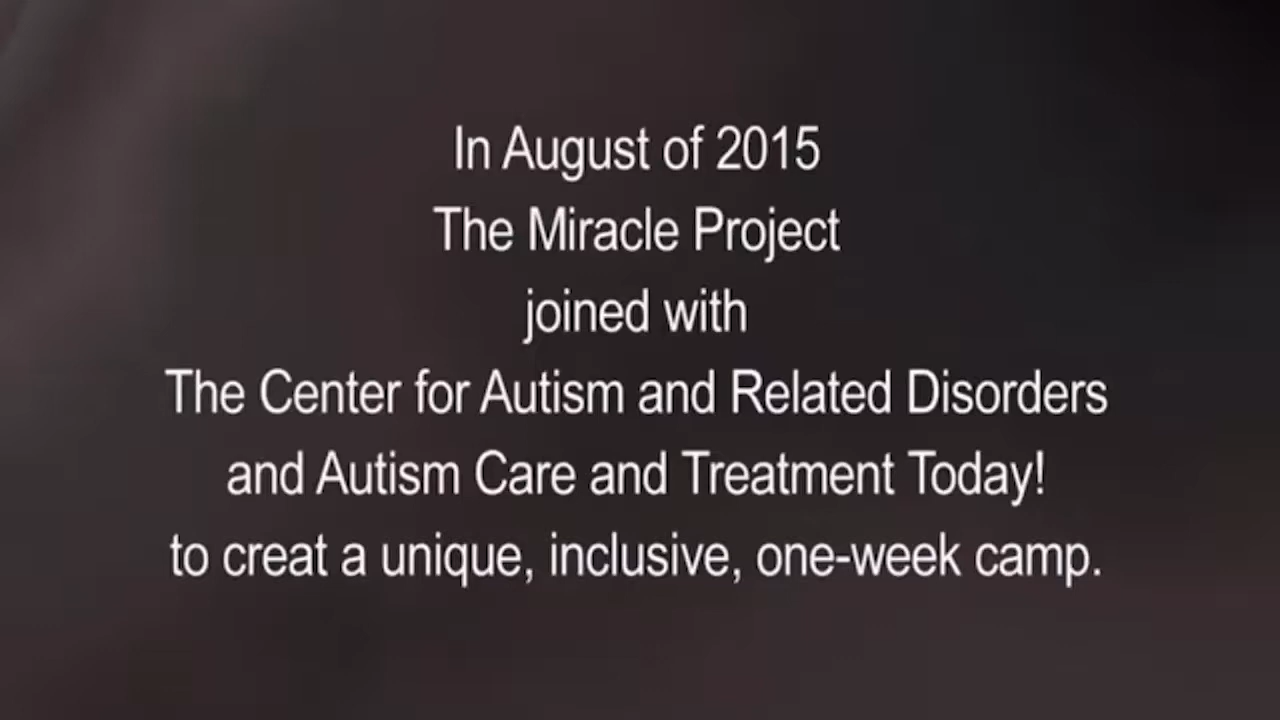 In August of 2015
The Miracle Project
joined with
The Center for Autism and Related Disorders
and Autism Care and Treatment Today!
to creat a unique, inclusive, one-week camp.